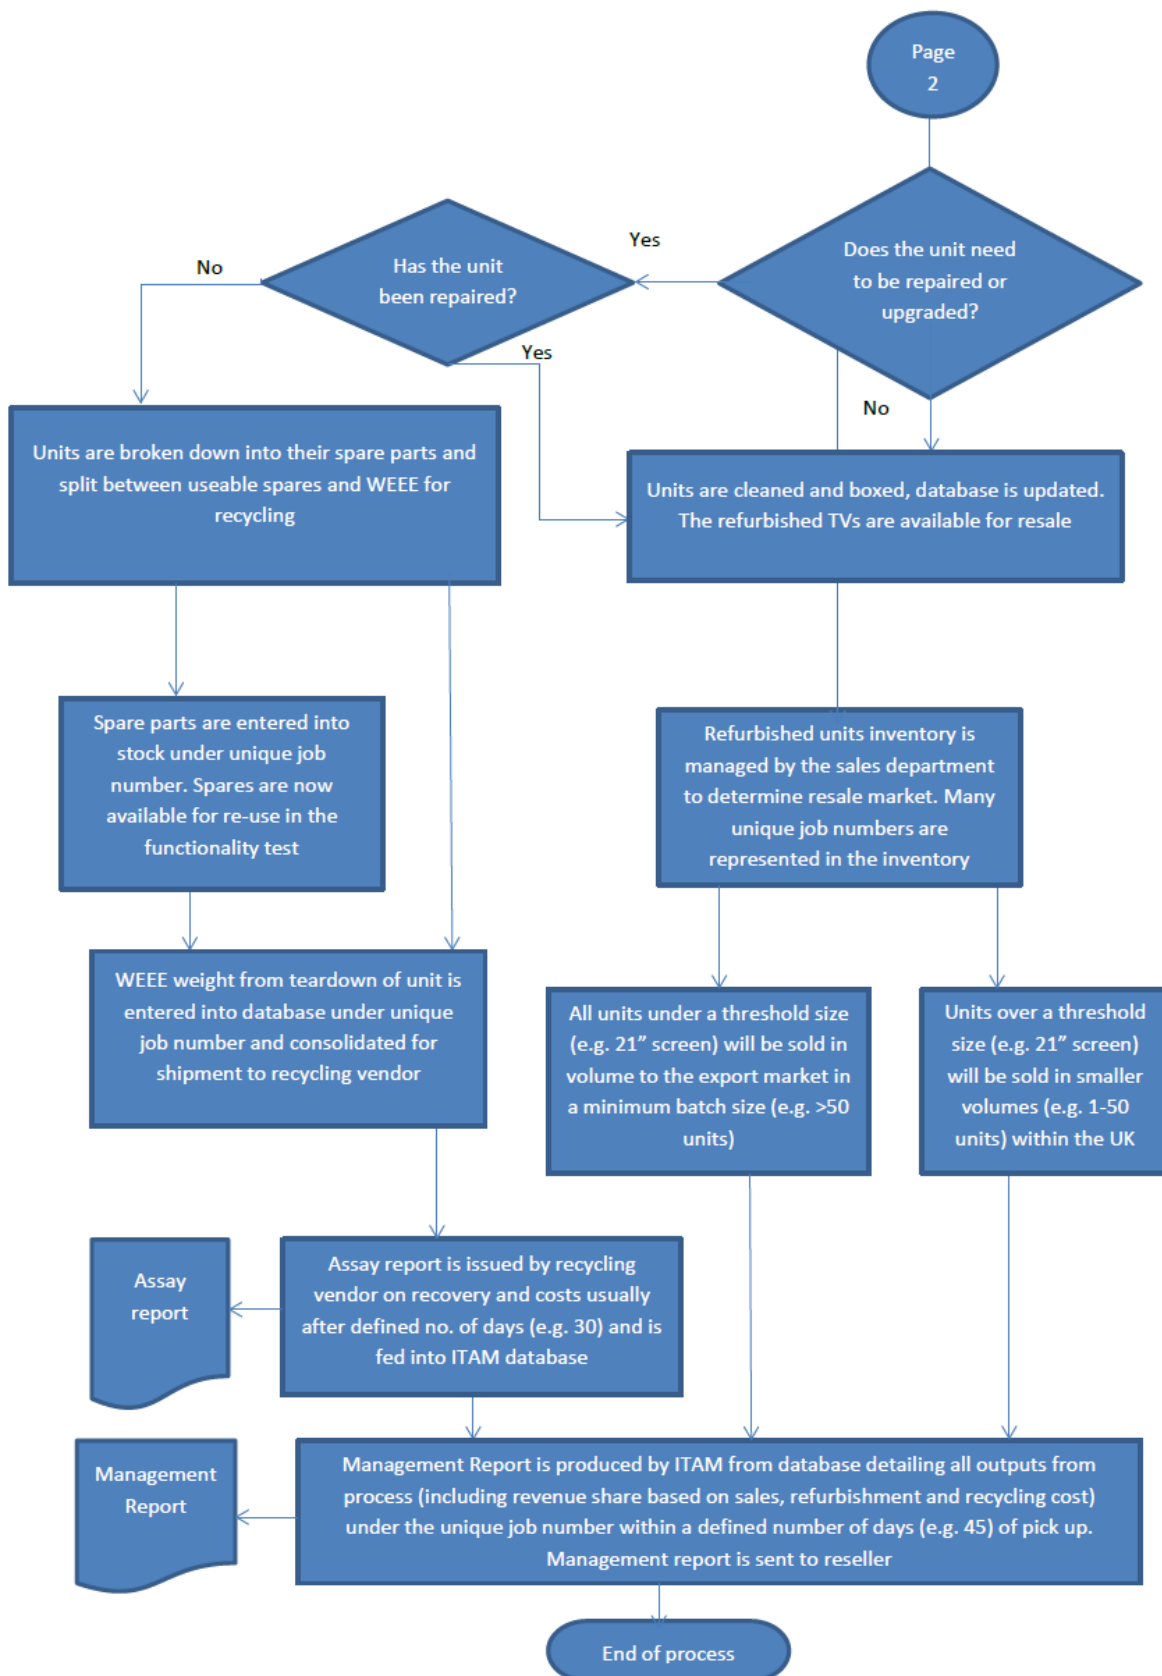 Page
2
Does the unit need
to be repaired or
upgraded?
Yes
Has the unit
been repaired?
No
Yes
No
Units are broken down into their spare parts and
split between useable spares and WEEE for
recycling
Units are cleaned and boxed, database is updated.
The refurbished TVs are available for resale
Spare parts are entered into
stock under unique job
number. Spares are now
available for re-use in the
functionality test
Refurbished units inventory is
managed by the sales department
to determine resale market. Many
unique job numbers are
represented in the inventory
WEEE weight from teardown of unit is
entered into database under unique
job number and consolidated for
shipment to recycling vendor
All units under a threshold size
(e.g. 21” screen) will be sold in
volume to the export market in
a minimum batch size (e.g. >50
units)
Units over a threshold
size (e.g. 21” screen)
will be sold in smaller
volumes (e.g. 1-50
units) within the UK
Assay
report
Assay report is issued by recycling
vendor on recovery and costs usually
after defined no. of days (e.g. 30) and is
fed into ITAM database
Management
Report
Management Report is produced by ITAM from database detailing all outputs from
process (including revenue share based on sales, refurbishment and recycling cost)
under the unique job number within a defined number of days (e.g. 45) of pick up.
Management report is sent to reseller
End of process